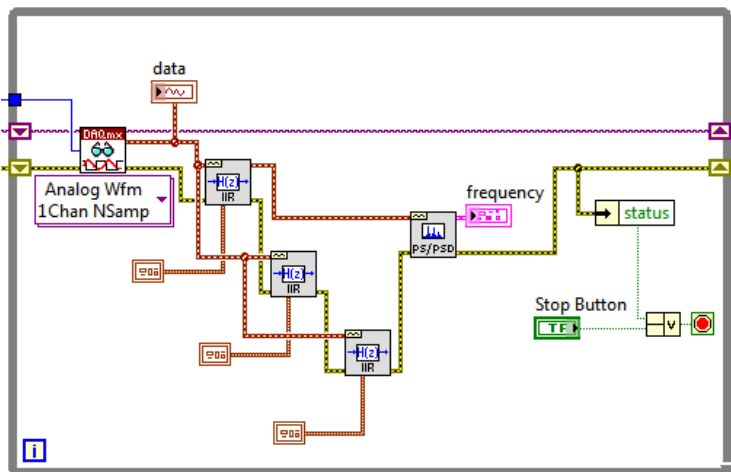 data
DAQmx
Analog Wfm
1Chan NSamp
H(z)
IIR
frequency
PS/PSD
status
H(z)
IIR
Stop Button
TF
V
H(z)
IIR
i